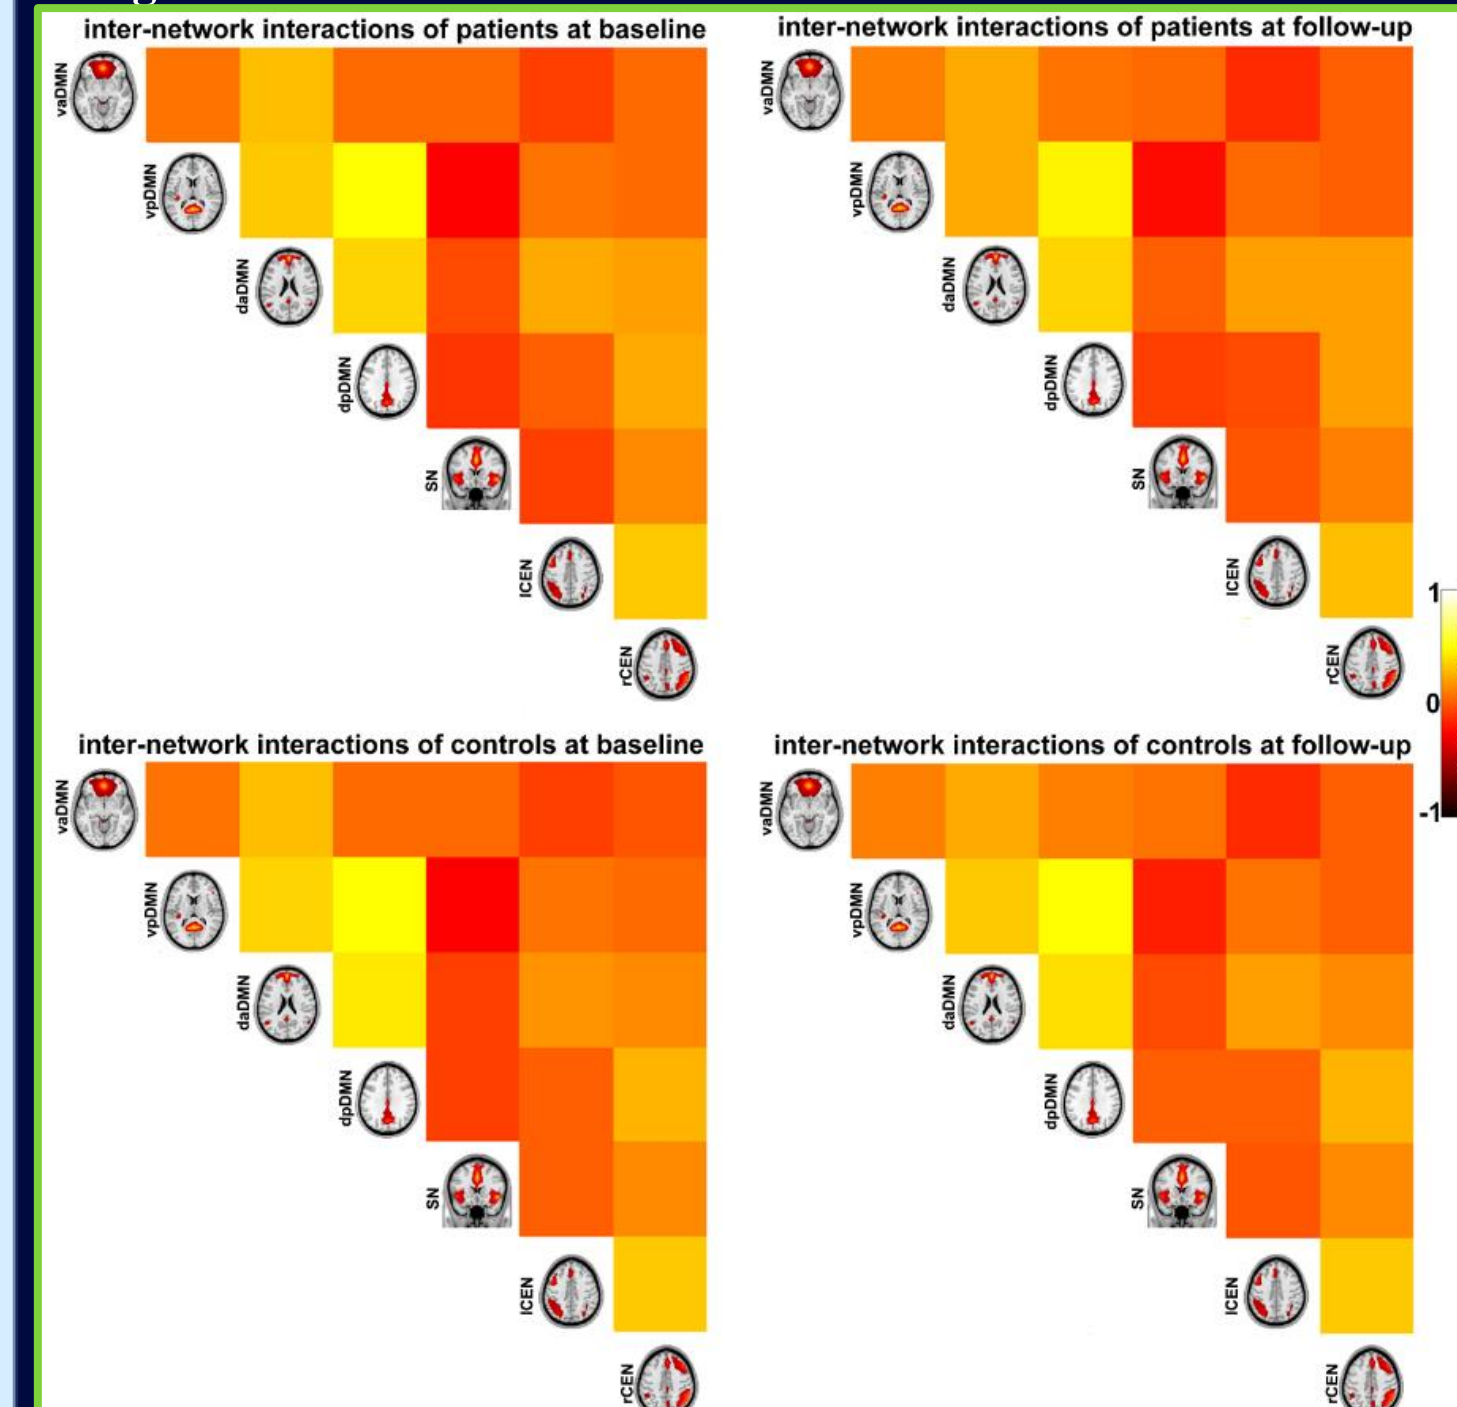 inter-network interactions of patients at baseline
vaDMN
vpDMN
daDMN
dpDMN
SN
lCEN
rCEN
inter-network interactions of patients at follow-up
vaDMN
vpDMN
daDMN
dpDMN
SN
lCEN
rCEN
1
0
-1
inter-network interactions of controls at baseline
vaDMN
vpDMN
daDMN
dpDMN
SN
lCEN
rCEN
inter-network interactions of controls at follow-up
vaDMN
vpDMN
daDMN
dpDMN
SN
lCEN
rCEN